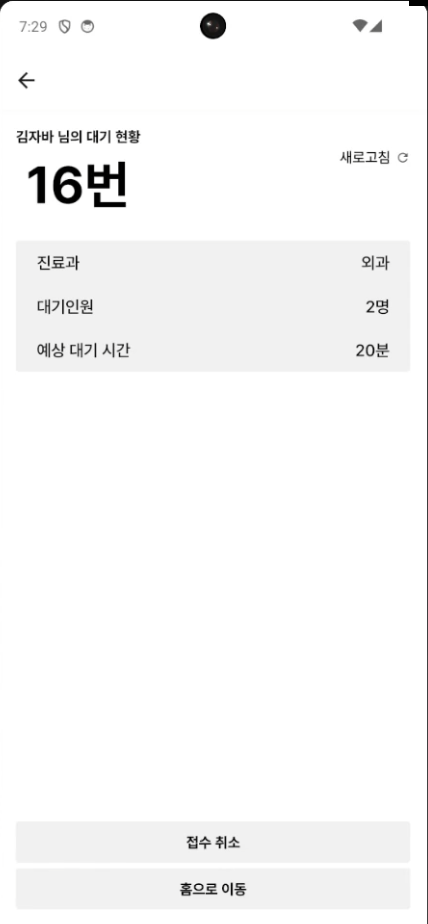 7:29
김자바 님의 대기 현황
16번
새로고침
진료과 외과
대기인원 2명
예상 대기 시간 20분
접수 취소
홈으로 이동